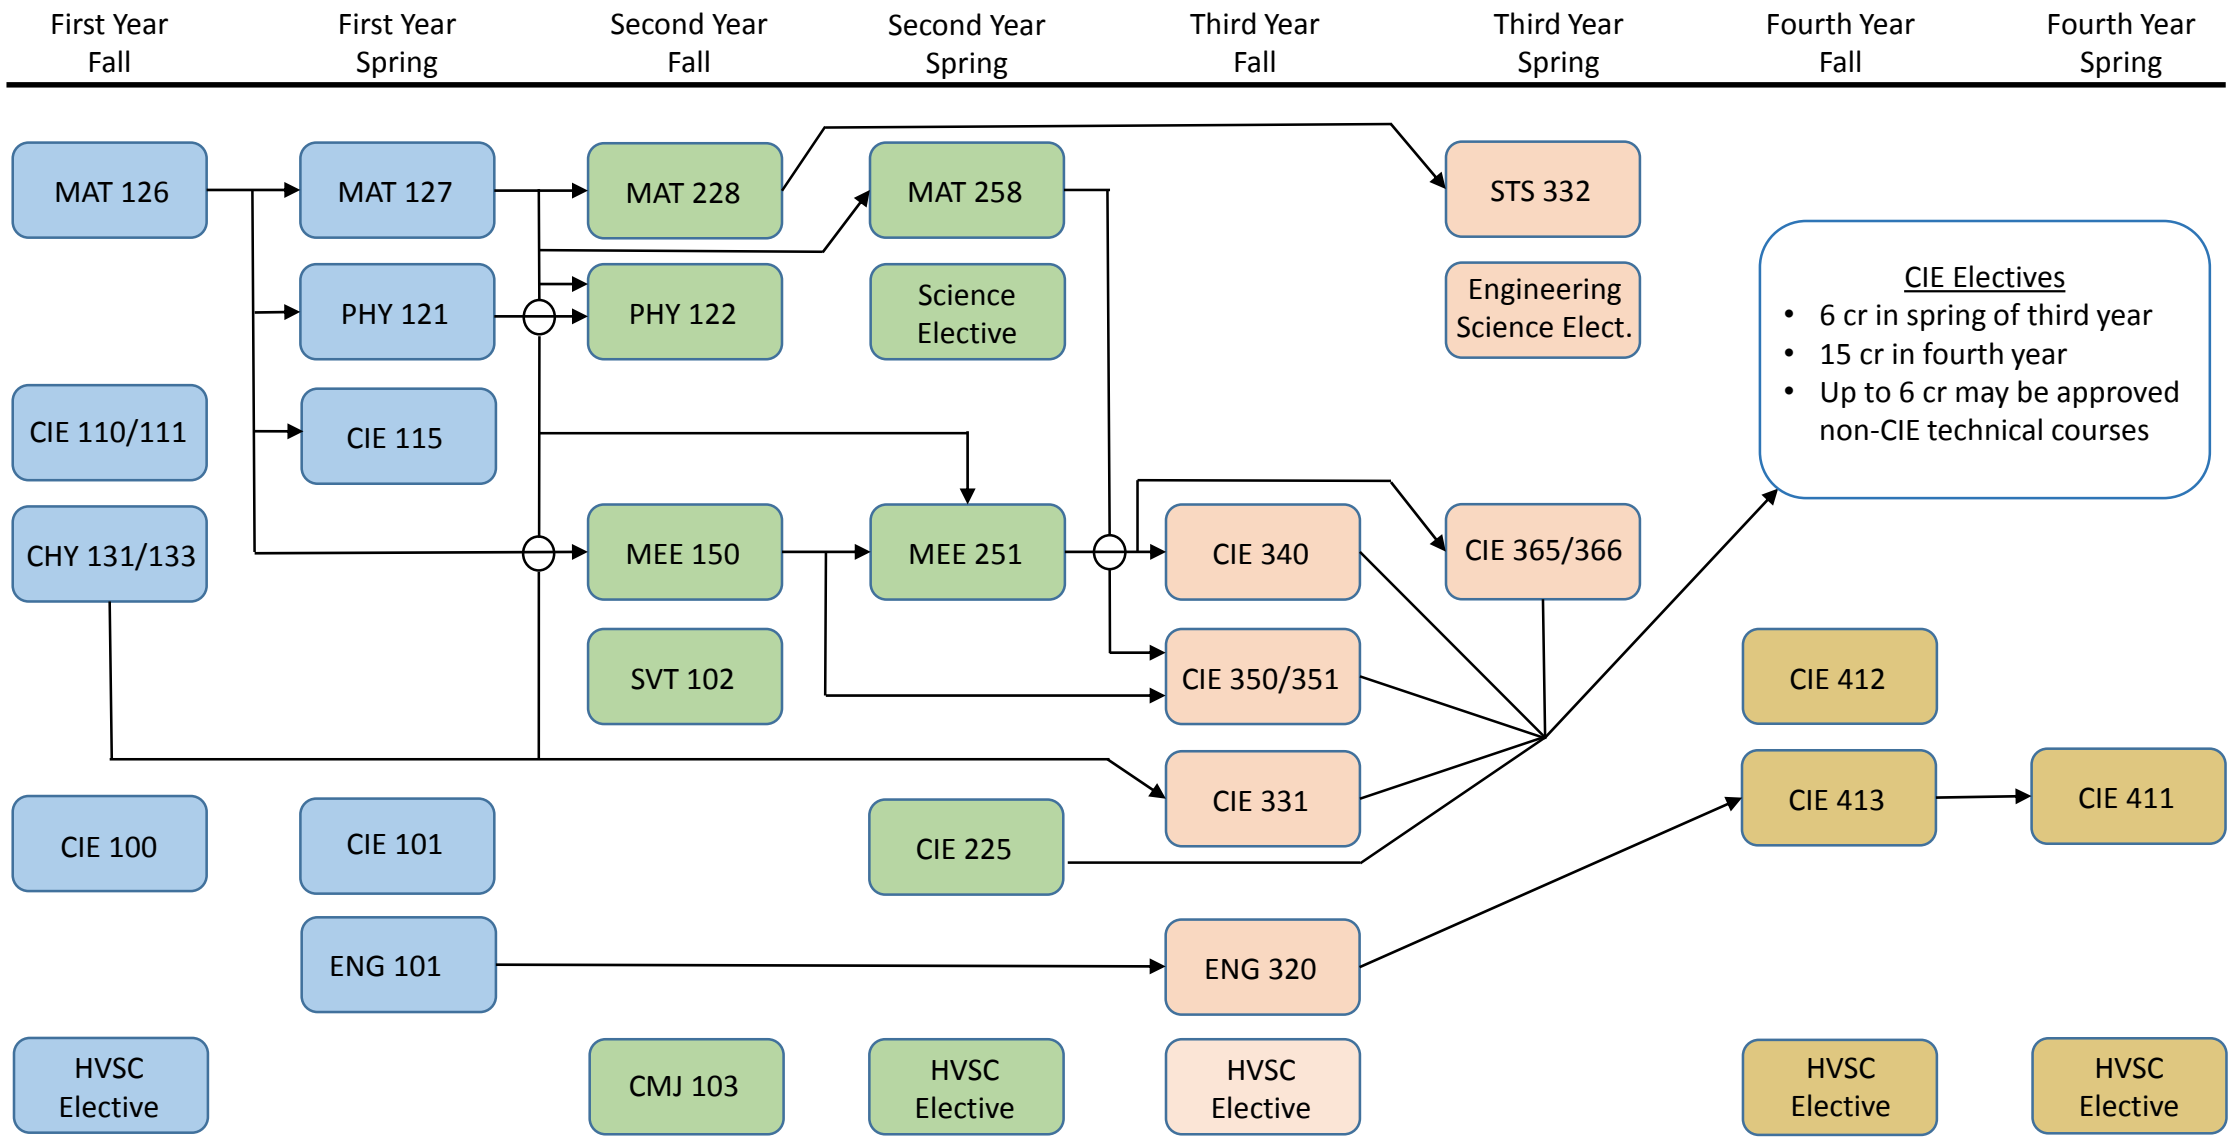 First Year
Fall
First Year
Spring
Second Year
Fall
Second Year
Spring
Third Year
Fall
Third Year
Spring
Fourth Year
Fall
Fourth Year
Spring
MAT 126
MAT 127
MAT 228
MAT 258
STS 332
PHY 121
PHY 122
Science
Elective
Engineering
Science Elect.
CIE Electives
• 6 cr in spring of third year
• 15 cr in fourth year
• Up to 6 cr may be approved
non-CIE technical courses
CIE 110/111
CIE 115
CHY 131/133
MEE 150
MEE 251
CIE 340
CIE 365/366
SVT 102
CIE 350/351
CIE 412
CIE 331
CIE 413
CIE 411
CIE 100
CIE 101
CIE 225
ENG 101
ENG 320
HVSC
Elective
CMJ 103
HVSC
Elective
HVSC
Elective
HVSC
Elective
HVSC
Elective